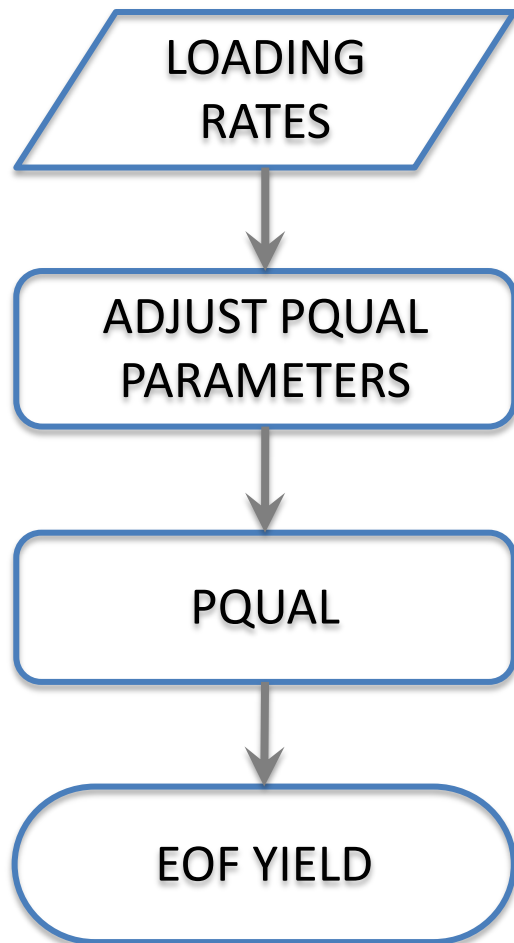 LOADING
RATES
ADJUST PQUAL
PARAMETERS
PQUAL
EOF YIELD